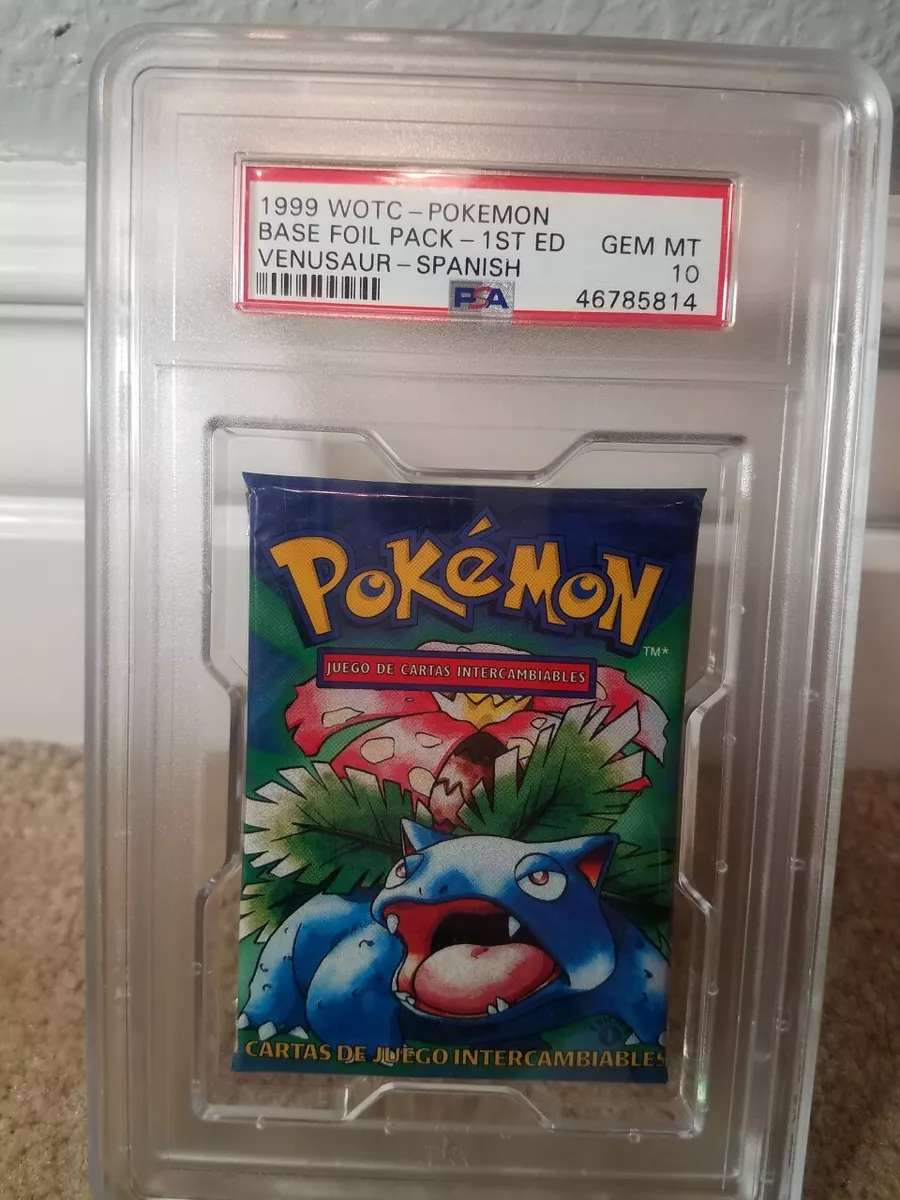 1999 WOTC – POKEMON
BASE FOIL PACK – 1ST ED GEM MT
VENUSAUR – SPANISH 10
PSA 46785814
POKéMON
TM*
JUEGO DE CARTAS INTERCAMBIABLES
CARTAS DE JUEGO INTERCAMBIABLES